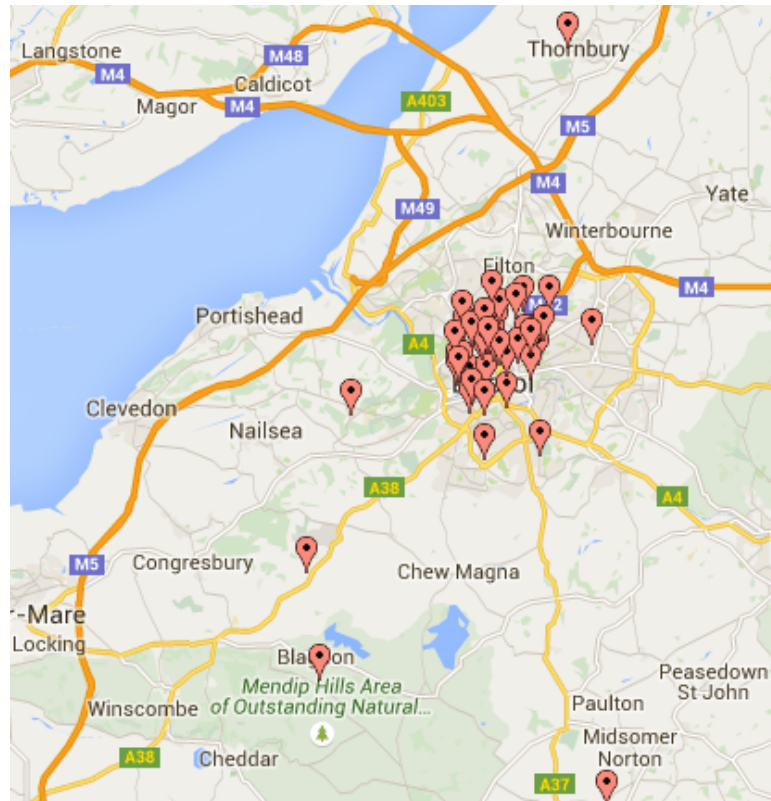 Langstone
M48
Thornbury
M4
Caldicot
Magor
M4
A403
M5
M4
M49
Yate
Winterbourne
Filton
M4
Portishead
A4
Clevedon
Nailsea
A38
A4
M5
Congresbury
Chew Magna
r-Mare
Locking
Mendip Hills Area
of Outstanding Natural...
Peasedown
St John
Winscombe
Paulton
Midsomer
Norton
A38
Cheddar
A37